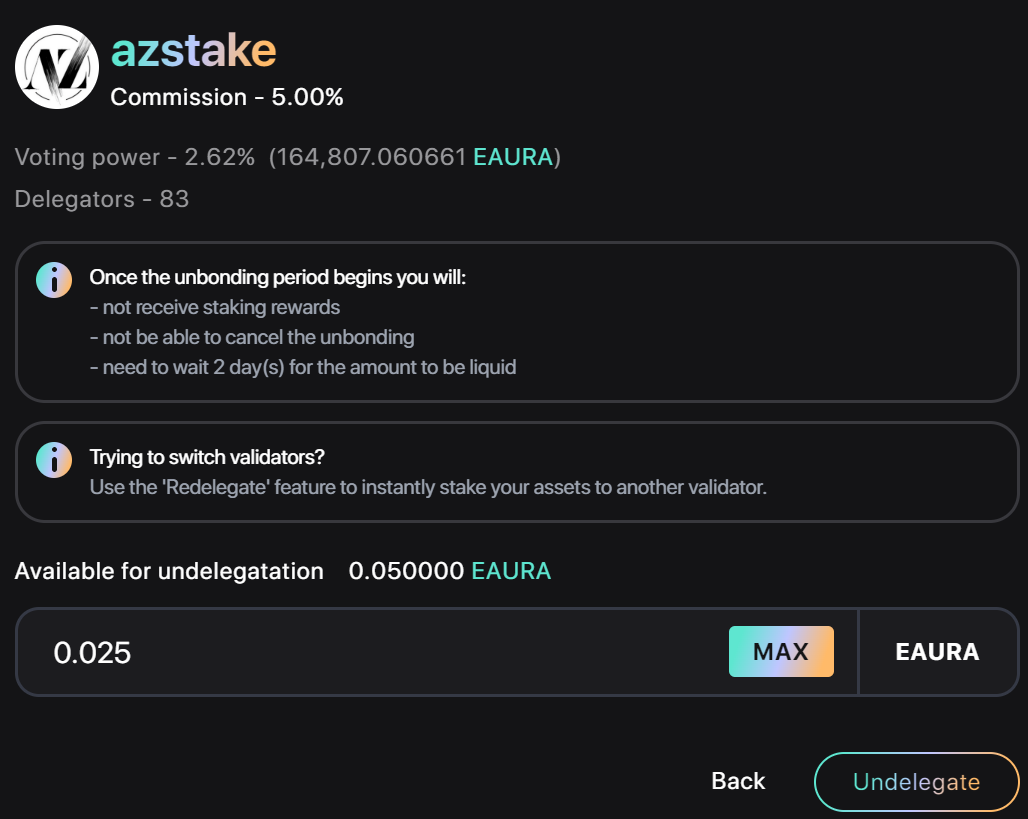 azstake
Commission - 5.00%
Voting power - 2.62% (164,807.060661 EAURA)
Delegators - 83
Once the unbonding period begins you will:
- not receive staking rewards
- not be able to cancel the unbonding
- need to wait 2 day(s) for the amount to be liquid
Trying to switch validators?
Use the 'Redelegate' feature to instantly stake your assets to another validator.
Available for undelegatation 0.050000 EAURA
0.025 MAX EAURA
Back Undelegate